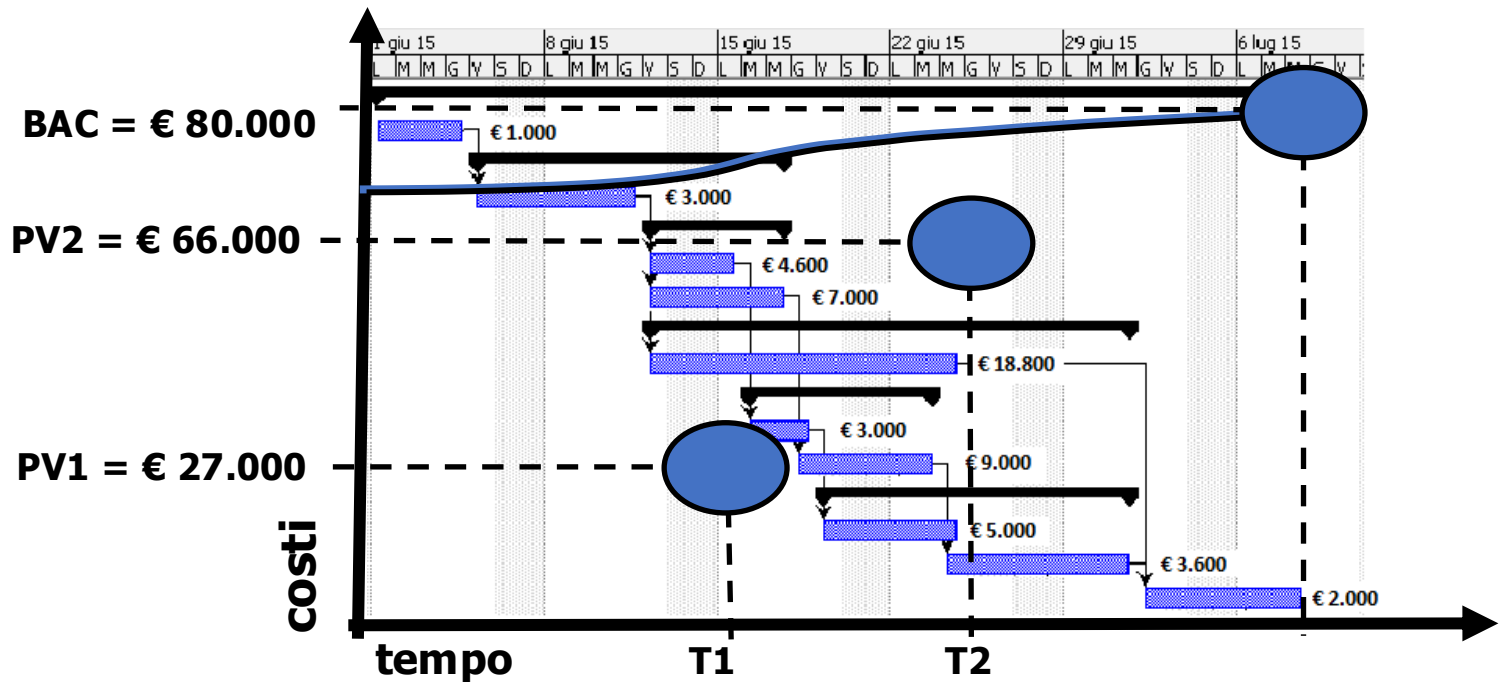 1 giu 15 8 giu 15 15 giu 15 22 giu 15 29 giu 15 6 lug 15
L M M G V S D L M M G V S D L M M G V S D L M M G V S D L M M G V S D L M M G V
BAC = € 80.000
€ 1.000
€ 3.000
PV2 = € 66.000
€ 4.600
€ 7.000
€ 18.800
€ 3.000
PV1 = € 27.000
€ 9.000
€ 5.000
€ 3.600
€ 2.000
costi
tempo T1 T2